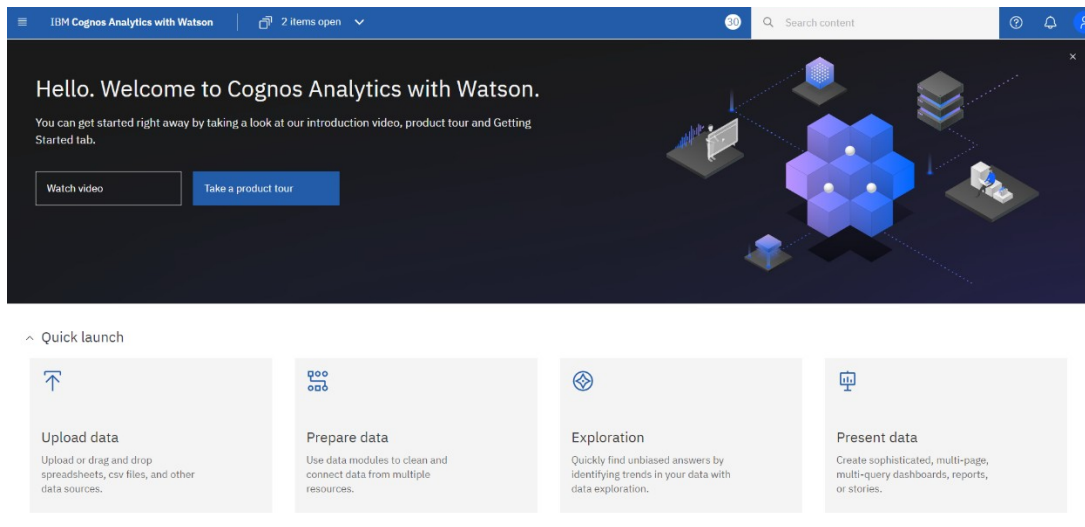 IBM Cognos Analytics with Watson
2 items open
30
Search content
Hello. Welcome to Cognos Analytics with Watson.
You can get started right away by taking a look at our introduction video, product tour and Getting
Started tab.
Watch video
Take a product tour
Quick launch
Upload data
Upload or drag and drop
spreadsheets, csv files, and other
data sources.
Prepare data
Use data modules to clean and
connect data from multiple
resources.
Exploration
Quickly find unbiased answers by
identifying trends in your data with
data exploration.
Present data
Create sophisticated, multi-page,
multi-query dashboards, reports,
or stories.